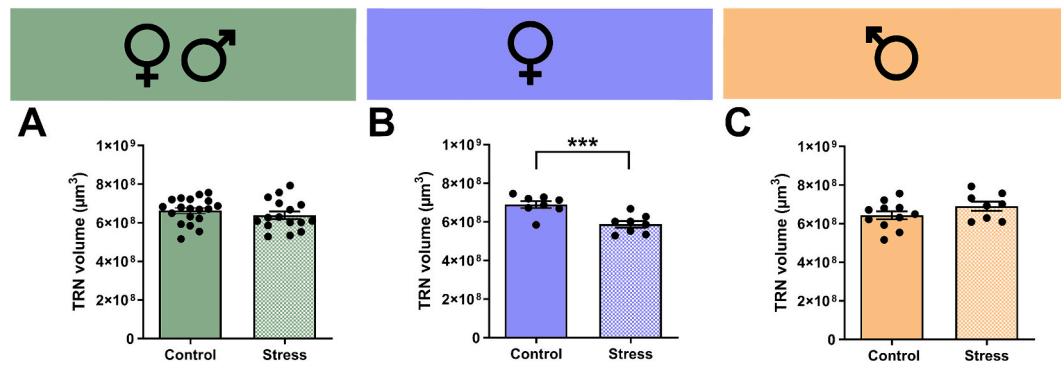 ♀ ♂
♀
♂
A
B
C
TRN volume (µm³)
1×10⁹
8×10⁸
6×10⁸
4×10⁸
2×10⁸
0
Control Stress
TRN volume (µm³)
1×10⁹
8×10⁸
6×10⁸
4×10⁸
2×10⁸
0
***
Control Stress
TRN volume (µm³)
1×10⁹
8×10⁸
6×10⁸
4×10⁸
2×10⁸
0
Control Stress